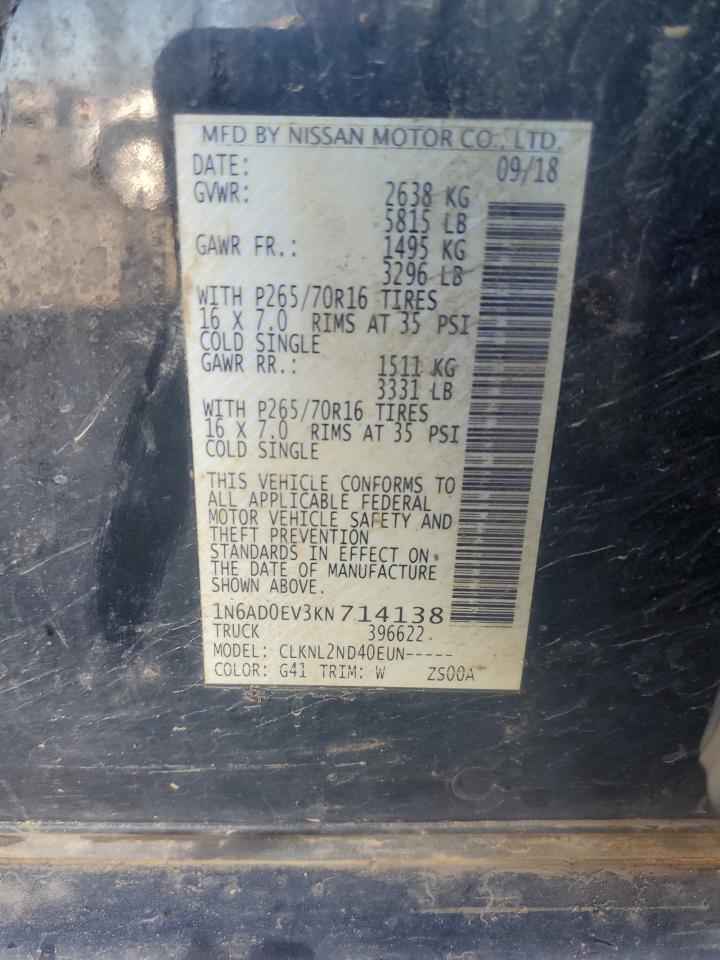 MFD BY NISSAN MOTOR CO., LTD.
DATE: 09/18
GVWR: 2638 KG
5815 LB
GAWR FR.: 1495 KG
3296 LB
WITH P265/70R16 TIRES
16 X 7.0 RIMS AT 35 PSI
COLD SINGLE
GAWR RR.: 1511 KG
3331 LB
WITH P265/70R16 TIRES
16 X 7.0 RIMS AT 35 PSI
COLD SINGLE
THIS VEHICLE CONFORMS TO
ALL APPLICABLE FEDERAL
MOTOR VEHICLE SAFETY AND
THEFT PREVENTION
STANDARDS IN EFFECT ON
THE DATE OF MANUFACTURE
SHOWN ABOVE.
1N6AD0EV3KN714138
TRUCK 396622
MODEL: CLKNL2ND40EUN-----
COLOR: G41 TRIM: W ZS00A